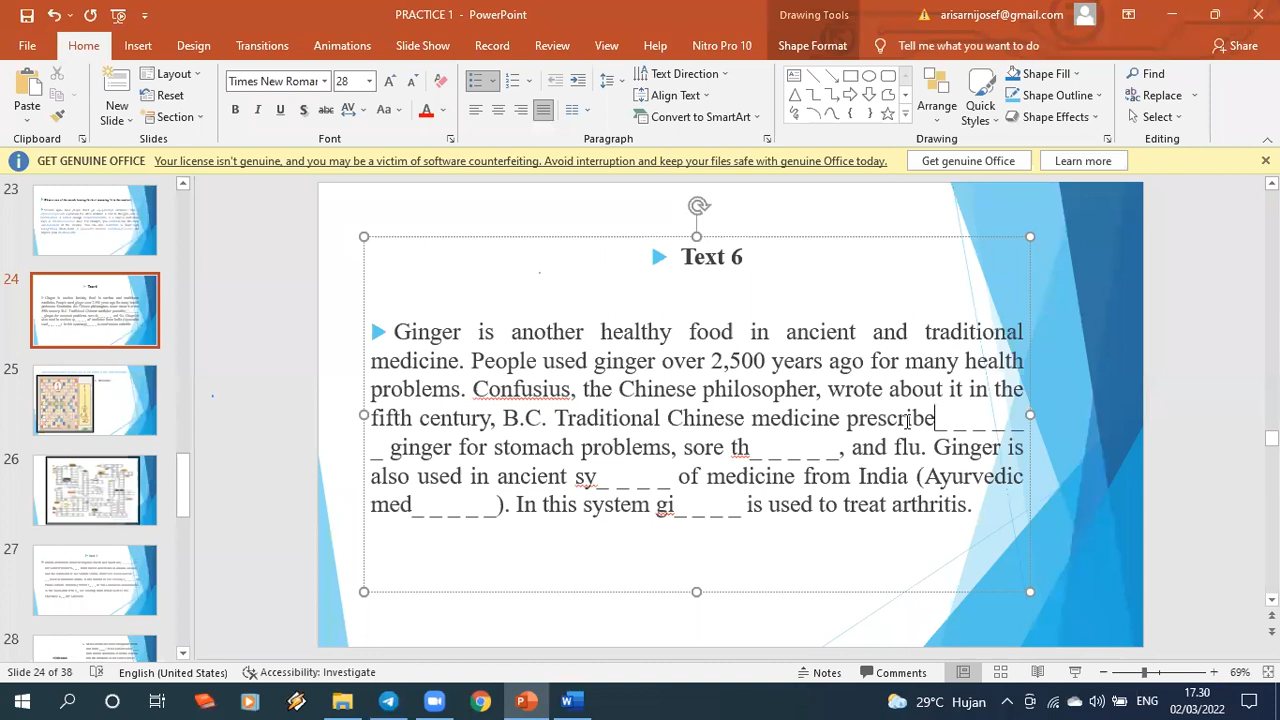 PRACTICE 1 - PowerPoint
Drawing Tools
arisarnijosef@gmail.com
File Home Insert Design Transitions Animations Slide Show Record Review View Help Nitro Pro 10 Shape Format Tell me what you want to do Share
Paste
Clipboard
New Slide
Layout
Reset
Section
Slides
Times New Roman 28
B I U S abc AV Aa A
Font
Text Direction
Align Text
Convert to SmartArt
Paragraph
Arrange
Quick Styles
Shape Fill
Shape Outline
Shape Effects
Drawing
Find
Replace
Select
Editing
GET GENUINE OFFICE Your license isn't genuine, and you may be a victim of software counterfeiting. Avoid interruption and keep your files safe with genuine Office today. Get genuine Office Learn more
23
24
25
26
27
28
Text 6
Ginger is another healthy food in ancient and traditional
medicine. People used ginger over 2,500 years ago for many health
problems. Confusius, the Chinese philosopher, wrote about it in the
fifth century, B.C. Traditional Chinese medicine prescribe_ _ _ _ _
_ ginger for stomach problems, sore th_ _ _ _ _, and flu. Ginger is
also used in ancient sy_ _ _ _ of medicine from India (Ayurvedic
med_ _ _ _ _). In this system gi_ _ _ _ is used to treat arthritis.
Slide 24 of 38 English (United States) Accessibility: Investigate Notes Comments 69%
29°C Hujan ENG 17.30
02/03/2022